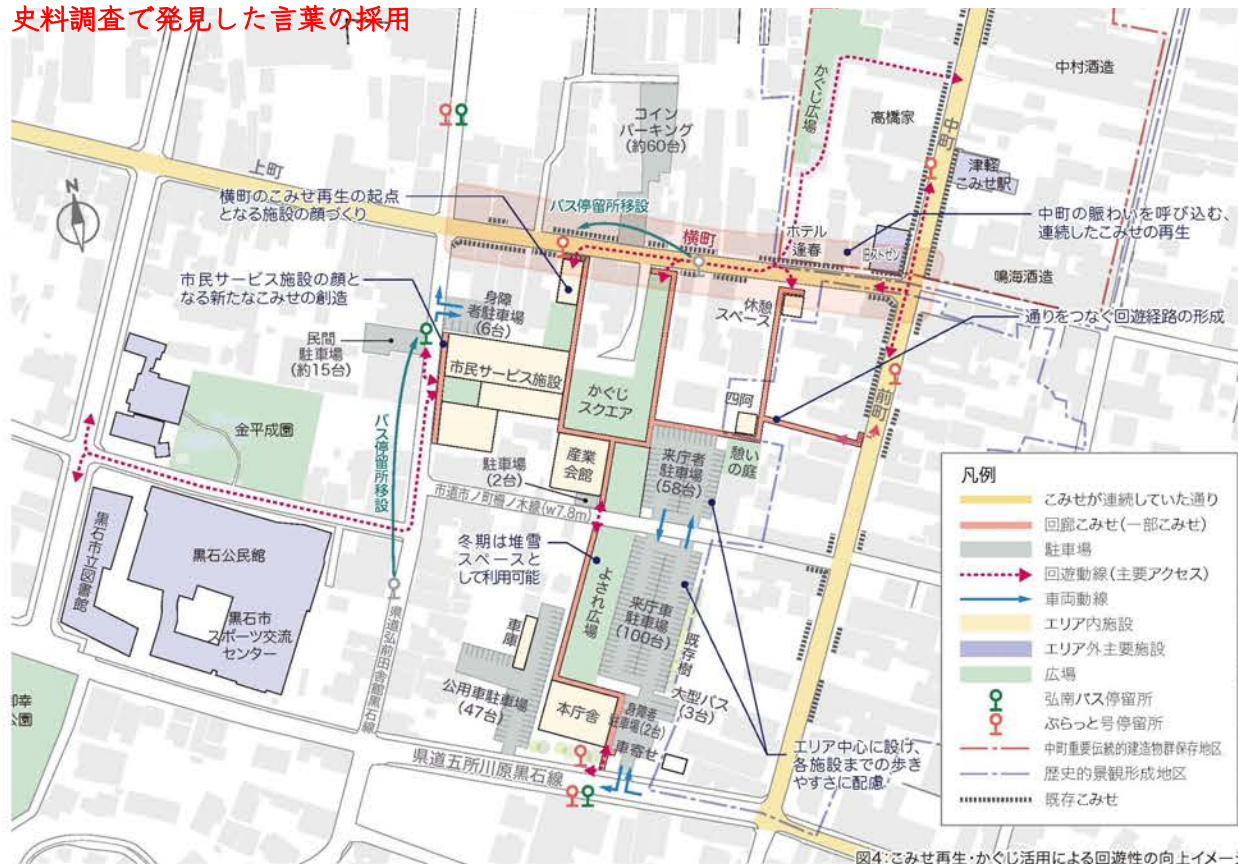 史料調査で発見した言葉の採用
中村酒造
かぐじ広場
高橋家
中町
コイン
パーキング
(約60台)
上町
津軽
こみせ駅
N
横町のこみせ再生の起点
となる施設の顔づくり
バス停留所移設
横町
ホテル
逢春
中町の賑わいを呼び込む、
連続したこみせの再生
鳴海酒造
市民サービス施設の顔と
なる新たなこみせの創造
身障
者駐車場
(6台)
休憩
スペース
通りをつなぐ回遊経路の形成
民間
駐車場
(約15台)
市民サービス施設
かぐじ
スクエア
四阿
前町
金平成園
バス停留所移設
産業
会館
来庁者
駐車場
(58台)
憩い
の庭
駐車場
(2台)
市道市ノ町櫺ノ木線(w7.8m)
黒石市立図書館
黒石公民館
冬期は堆雪
スペースと
して利用可能
よされ広場
来庁車
駐車場
(100台)
既存樹
黒石市
スポーツ交流
センター
県道弘前田舎館黒石線
車庫
公用車駐車場
(47台)
本庁舎
身障者
駐車場(2台)
大型バス
(3台)
車寄せ
御幸
公園
県道五所川原黒石線
エリア中心に設け、
各施設までの歩き
やすさに配慮
凡例
こみせが連続していた通り
回廊こみせ(一部こみせ)
駐車場
回遊動線(主要アクセス)
車両動線
エリア内施設
エリア外主要施設
広場
弘南バス停留所
ぷらっと号停留所
中町重要伝統的建造物群保存地区
歴史的景観形成地区
既存こみせ
図4:こみせ再生・かぐじ活用による回遊性の向上イメー